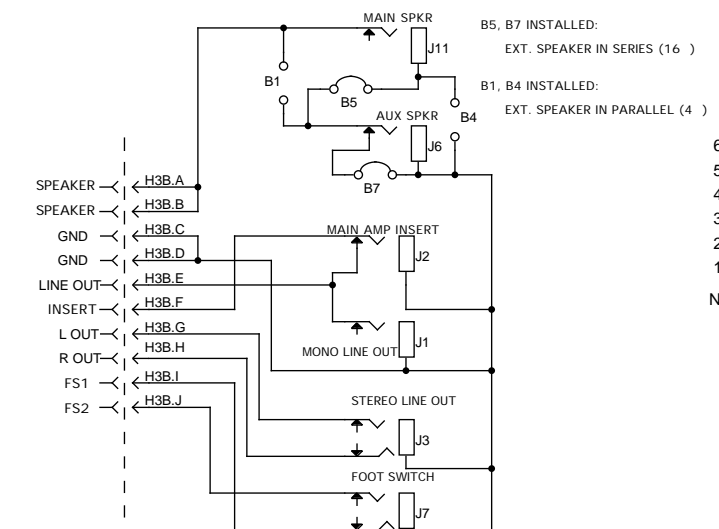 MAIN SPKR
B5, B7 INSTALLED:
J11
EXT. SPEAKER IN SERIES (16 )
B1
B1, B4 INSTALLED:
B5
EXT. SPEAKER IN PARALLEL (4 )
AUX SPKR
B4
J6
B7
SPEAKER H3B.A
SPEAKER H3B.B
GND H3B.C
GND H3B.D
LINE OUT H3B.E
INSERT H3B.F
L OUT H3B.G
R OUT H3B.H
FS1 H3B.I
FS2 H3B.J
MAIN AMP INSERT
J2
MONO LINE OUT
J1
STEREO LINE OUT
J3
FOOT SWITCH
J7
6
5
4
3
2
1
N